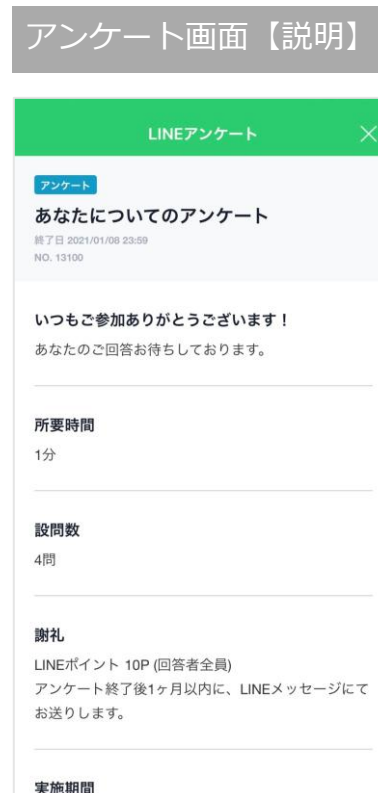 アンケート画面【説明】
LINEアンケート
アンケート
あなたについてのアンケート
終了日 2021/01/08 23:59
NO. 13100
いつもご参加ありがとうございます！
あなたのご回答お待ちしております。
所要時間
1分
設問数
4問
謝礼
LINEポイント 10P (回答者全員)
アンケート終了後1ヶ月以内に、LINEメッセージにて
お送りします。
実施期間